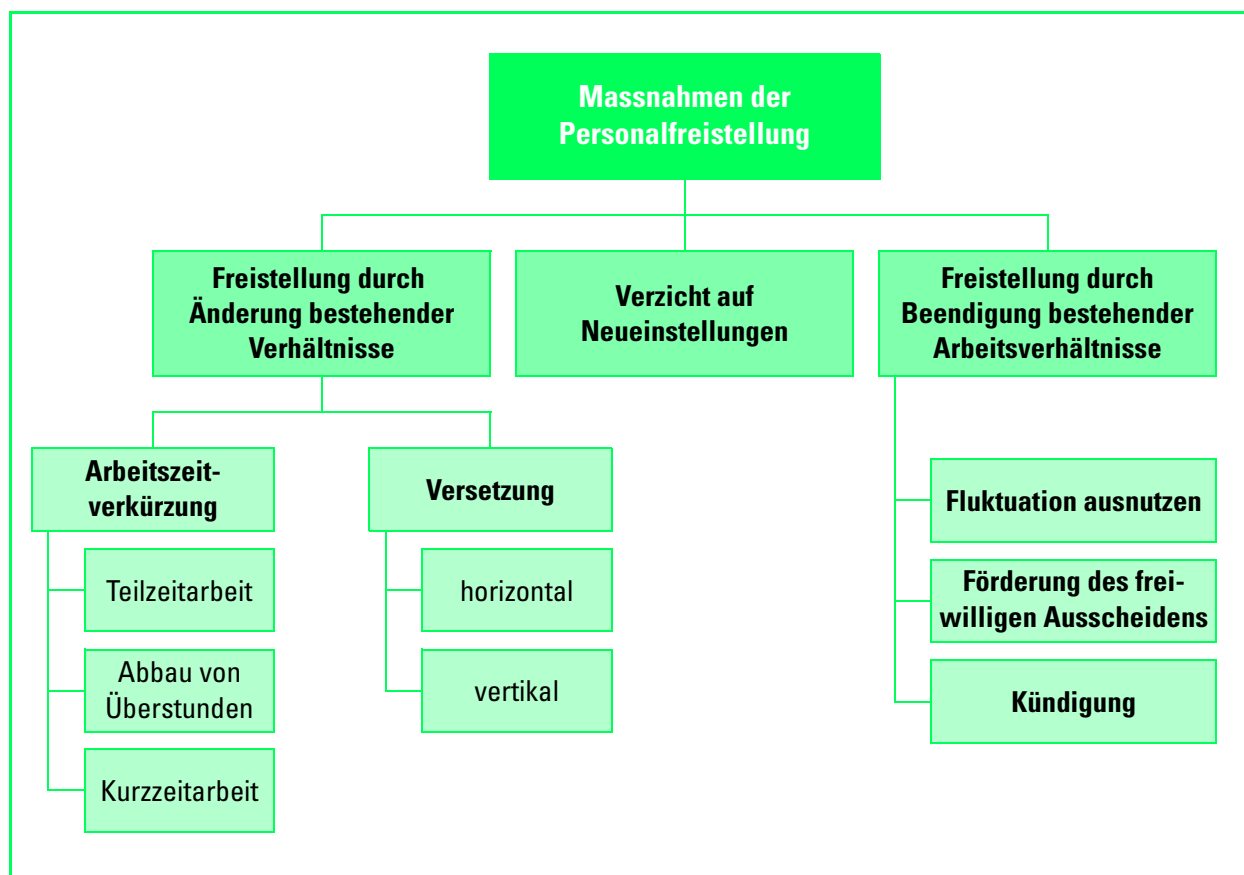 Massnahmen der
Personalfreistellung
Freistellung durch
Änderung bestehender
Verhältnisse
Verzicht auf
Neueinstellungen
Freistellung durch
Beendigung bestehender
Arbeitsverhältnisse
Arbeitszeit-
verkürzung
Teilzeitarbeit
Abbau von
Überstunden
Kurzzeitarbeit
Versetzung
horizontal
vertikal
Fluktuation ausnutzen
Förderung des frei-
willigen Ausscheidens
Kündigung